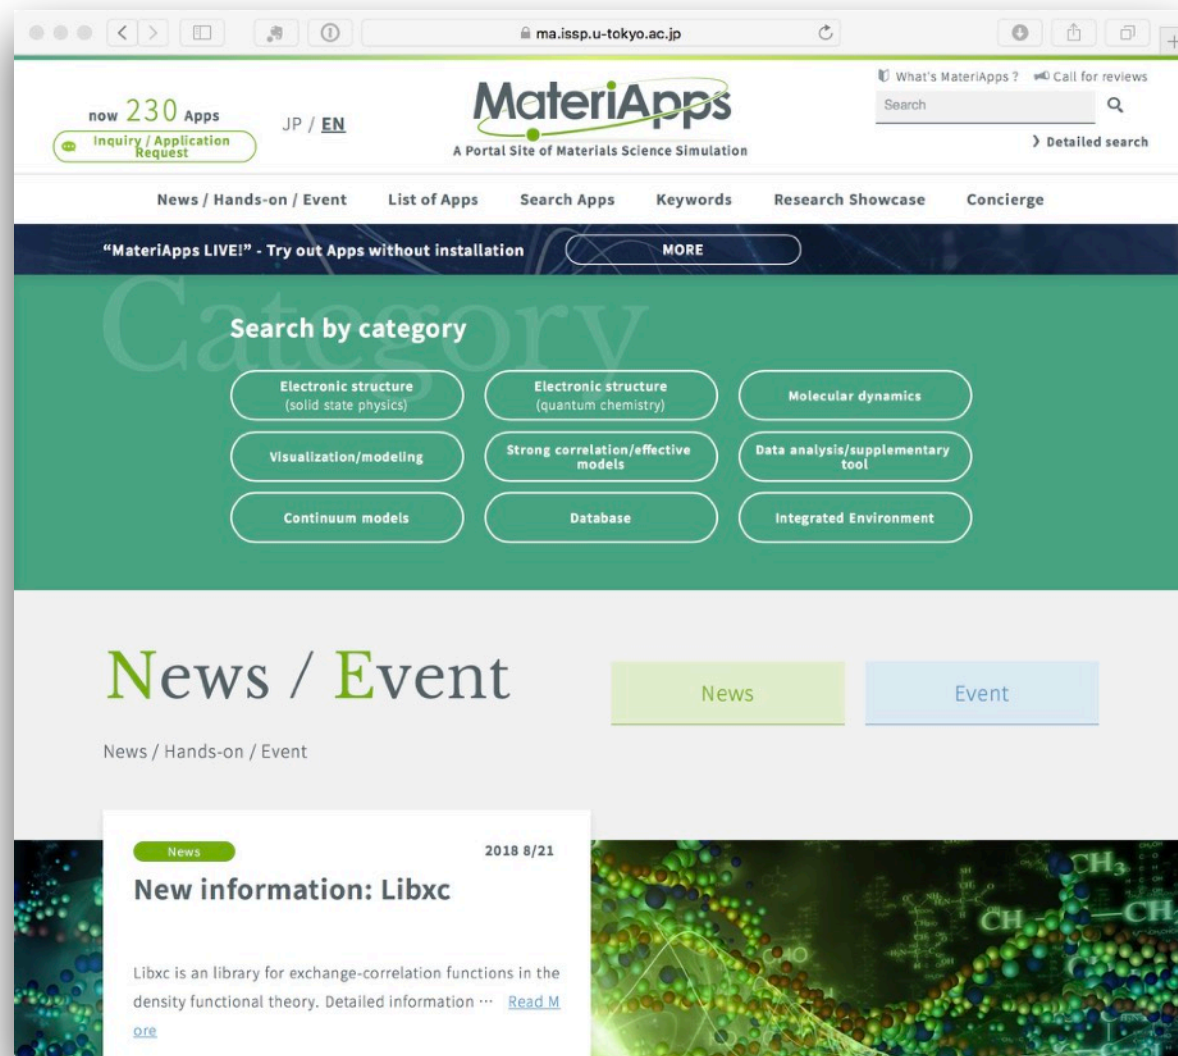 ma.issp.u-tokyo.ac.jp
now 230 Apps
Inquiry / Application
Request
JP / EN
MateriApps
A Portal Site of Materials Science Simulation
What's MateriApps ? Call for reviews
Search
Detailed search
News / Hands-on / Event List of Apps Search Apps Keywords Research Showcase Concierge
“MateriApps LIVE!” - Try out Apps without installation MORE
Category
Search by category
Electronic structure
(solid state physics)
Electronic structure
(quantum chemistry)
Molecular dynamics
Visualization/modeling
Strong correlation/effective
models
Data analysis/supplementary
tool
Continuum models
Database
Integrated Environment
News / Event
News
Event
News / Hands-on / Event
News 2018 8/21
New information: Libxc
Libxc is an library for exchange-correlation functions in the
density functional theory. Detailed information ··· Read M
ore
CH3
CH
CH
CHO